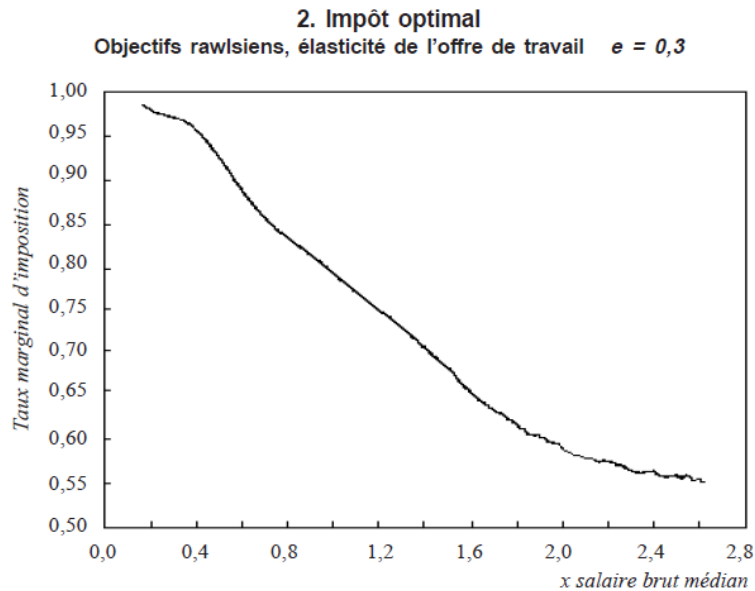 2. Impôt optimal
Objectifs rawlsiens, élasticité de l'offre de travail e = 0,3
Taux marginal d'imposition
1,00
0,95
0,90
0,85
0,80
0,75
0,70
0,65
0,60
0,55
0,50
0,0 0,4 0,8 1,2 1,6 2,0 2,4 2,8
x salaire brut médian